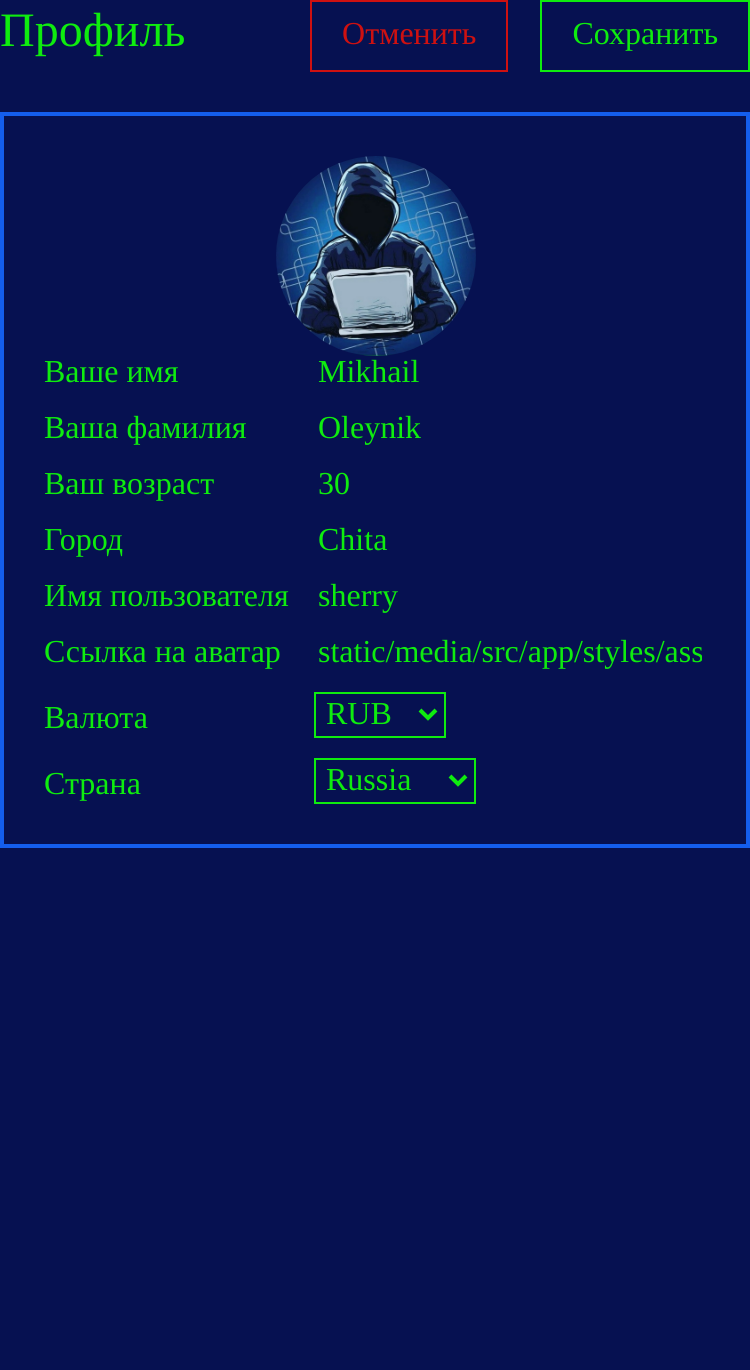 Профиль Отменить Сохранить
Ваше имя Mikhail
Ваша фамилия Oleynik
Ваш возраст 30
Город Chita
Имя пользователя sherry
Ссылка на аватар static/media/src/app/styles/ass
Валюта RUB
Страна Russia